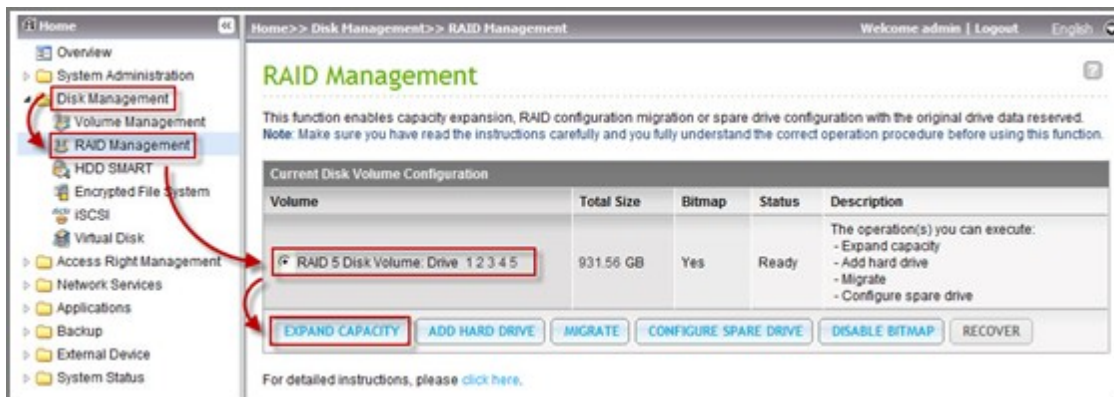 Home
Home>> Disk Management>> RAID Management
Welcome admin | Logout
English
Overview
System Administration
Disk Management
Volume Management
RAID Management
HDD SMART
Encrypted File System
iSCSI
Virtual Disk
Access Right Management
Network Services
Applications
Backup
External Device
System Status
RAID Management
This function enables capacity expansion, RAID configuration migration or spare drive configuration with the original drive data reserved.
Note: Make sure you have read the instructions carefully and you fully understand the correct operation procedure before using this function.
Current Disk Volume Configuration
Volume Total Size Bitmap Status Description
RAID 5 Disk Volume: Drive 1 2 3 4 5 931.56 GB Yes Ready
The operation(s) you can execute:
- Expand capacity
- Add hard drive
- Migrate
- Configure spare drive
EXPAND CAPACITY ADD HARD DRIVE MIGRATE CONFIGURE SPARE DRIVE DISABLE BITMAP RECOVER
For detailed instructions, please click here.